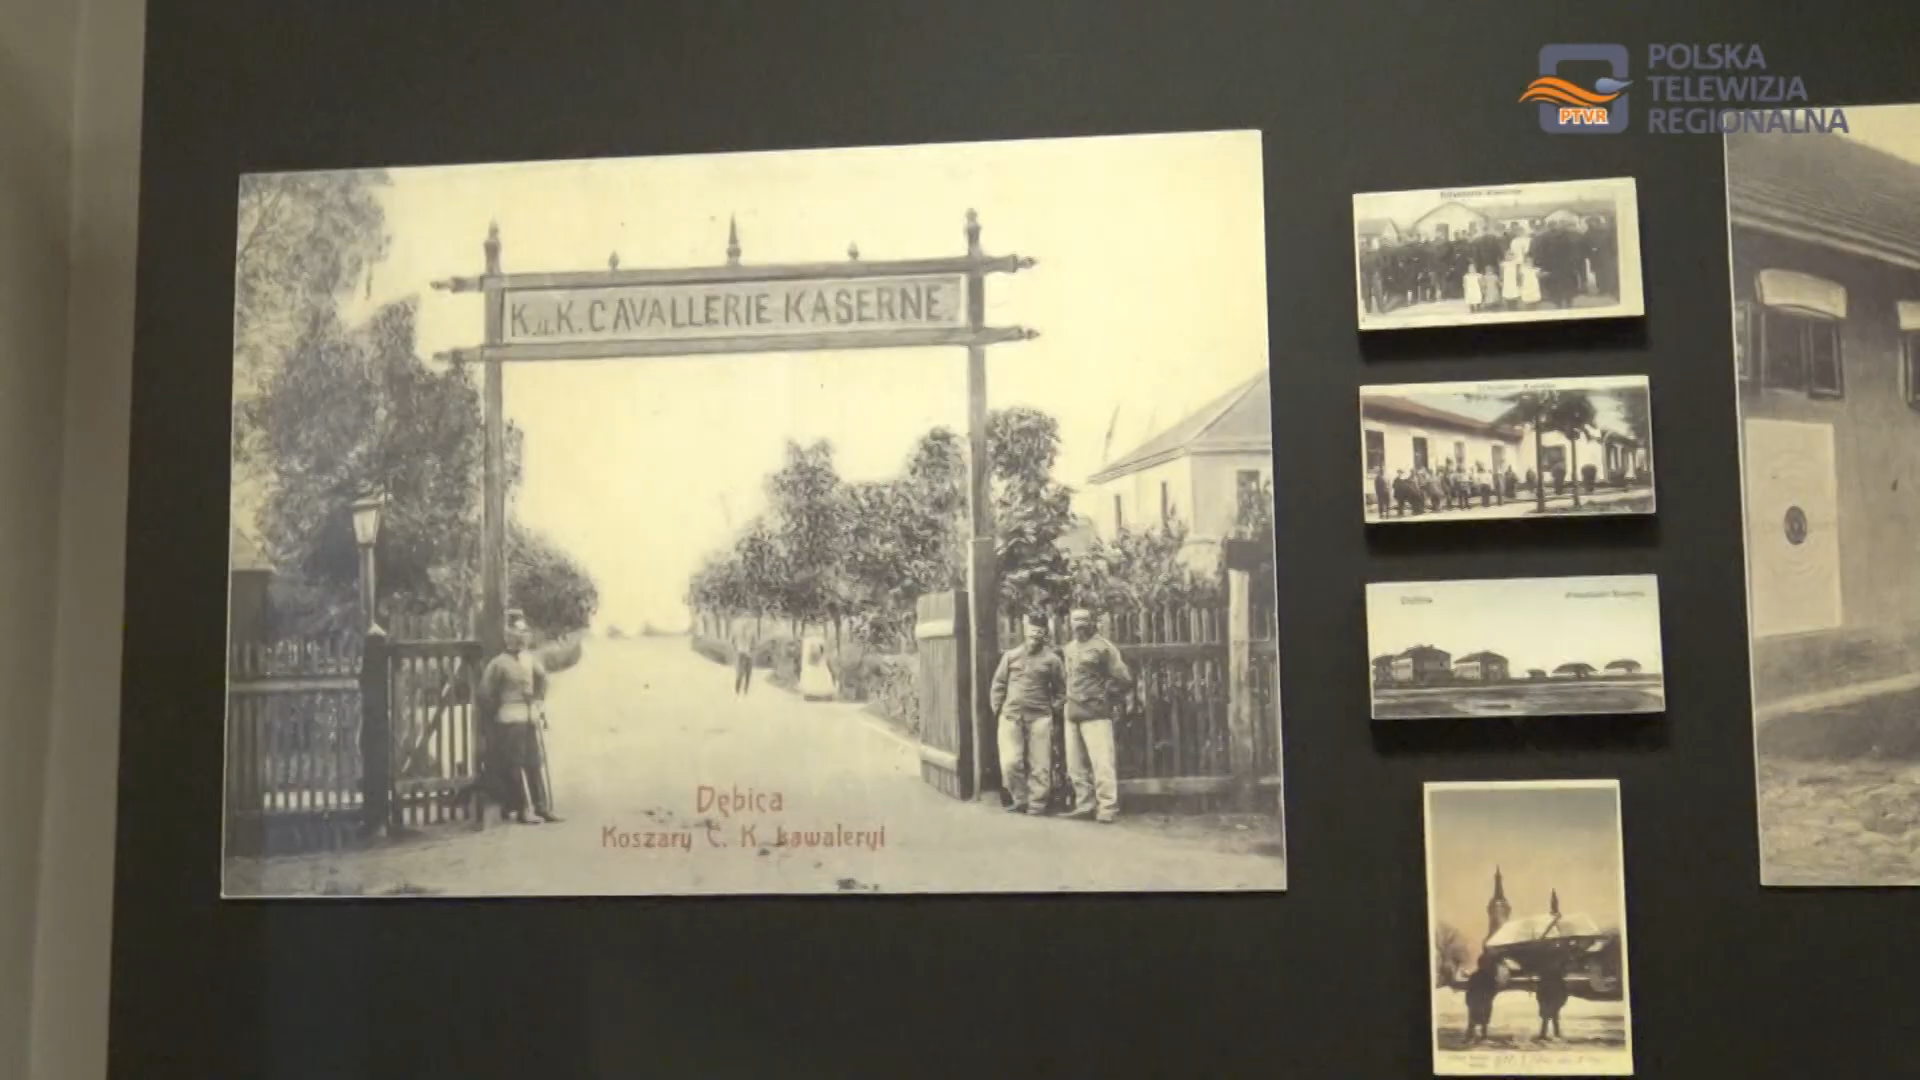 POLSKA
TELEWIZJA
REGIONALNA
PTVR
K. u. K. CAVALLERIE KASERNE.
Dębica
Koszary C. K. kawaleryi